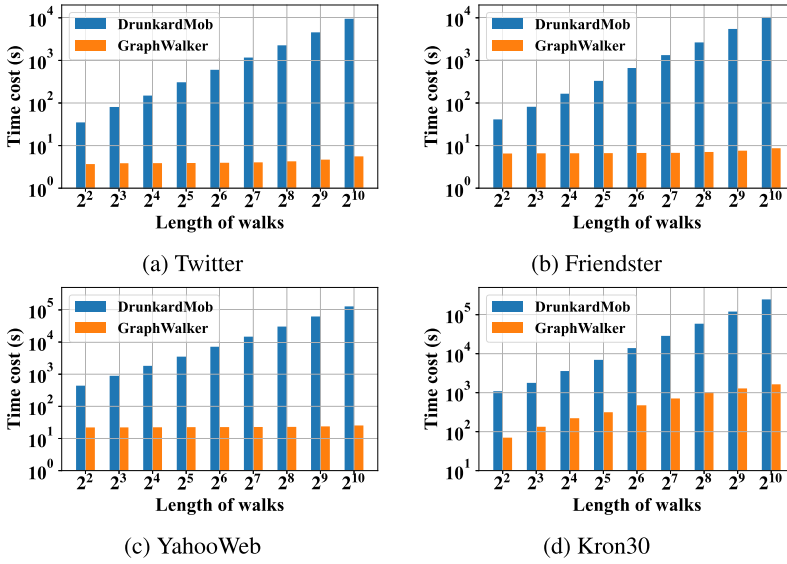 Time cost (s)
10^4
10^3
10^2
10^1
10^0
DrunkardMob
GraphWalker
2^2 2^3 2^4 2^5 2^6 2^7 2^8 2^9 2^10
Length of walks
(a) Twitter
Time cost (s)
10^4
10^3
10^2
10^1
10^0
DrunkardMob
GraphWalker
2^2 2^3 2^4 2^5 2^6 2^7 2^8 2^9 2^10
Length of walks
(b) Friendster
Time cost (s)
10^5
10^4
10^3
10^2
10^1
10^0
DrunkardMob
GraphWalker
2^2 2^3 2^4 2^5 2^6 2^7 2^8 2^9 2^10
Length of walks
(c) YahooWeb
Time cost (s)
10^5
10^4
10^3
10^2
10^1
DrunkardMob
GraphWalker
2^2 2^3 2^4 2^5 2^6 2^7 2^8 2^9 2^10
Length of walks
(d) Kron30